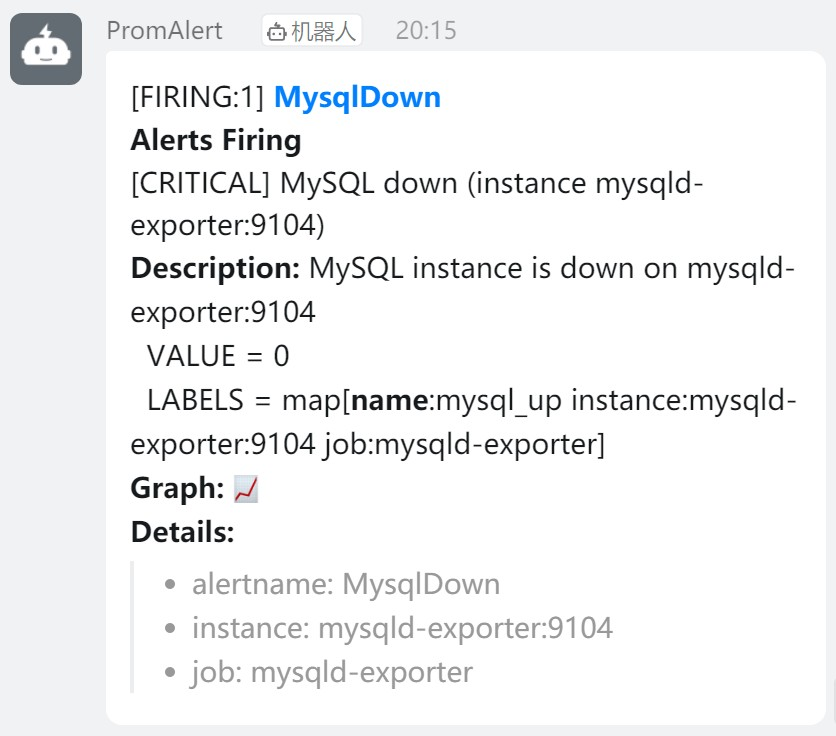 PromAlert 机器人 20:15
[FIRING:1] MysqlDown
Alerts Firing
[CRITICAL] MySQL down (instance mysqld-
exporter:9104)
Description: MySQL instance is down on mysqld-
exporter:9104
VALUE = 0
LABELS = map[name:mysql_up instance:mysqld-
exporter:9104 job:mysqld-exporter]
Graph: 📈
Details:
• alertname: MysqlDown
• instance: mysqld-exporter:9104
• job: mysqld-exporter